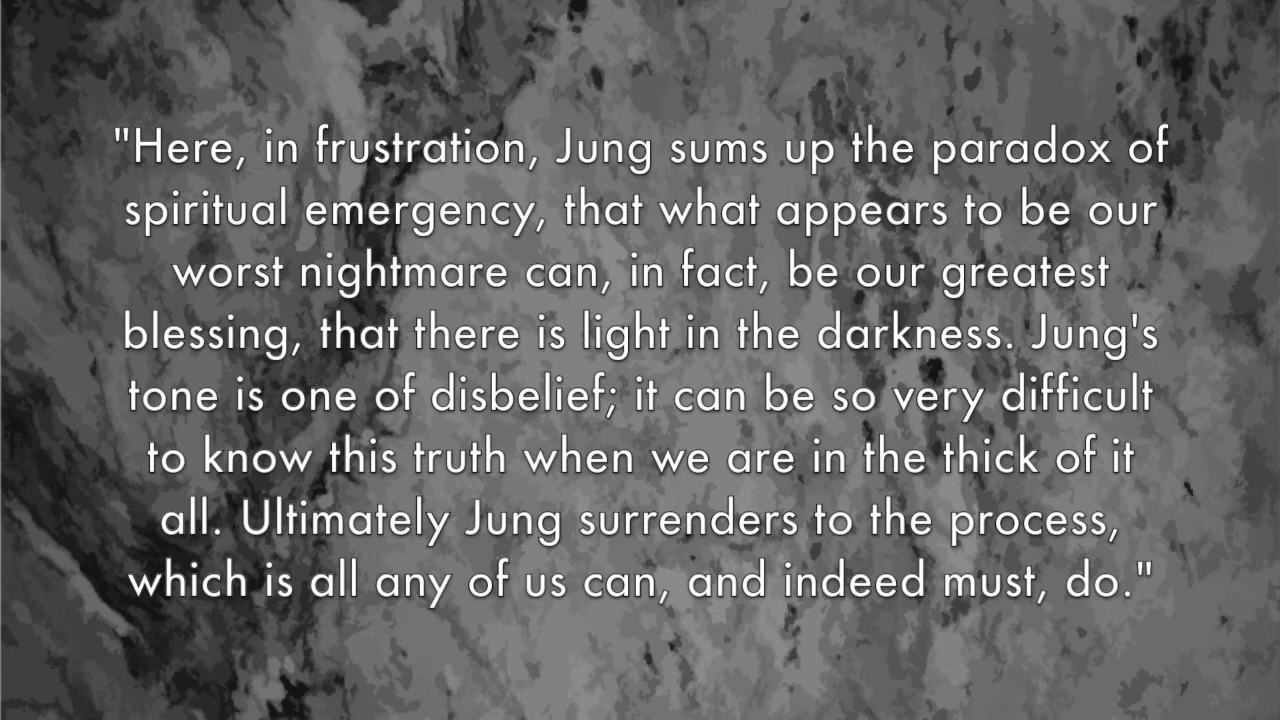 "Here, in frustration, Jung sums up the paradox of
spiritual emergency, that what appears to be our
worst nightmare can, in fact, be our greatest
blessing, that there is light in the darkness. Jung's
tone is one of disbelief; it can be so very difficult
to know this truth when we are in the thick of it
all. Ultimately Jung surrenders to the process,
which is all any of us can, and indeed must, do."